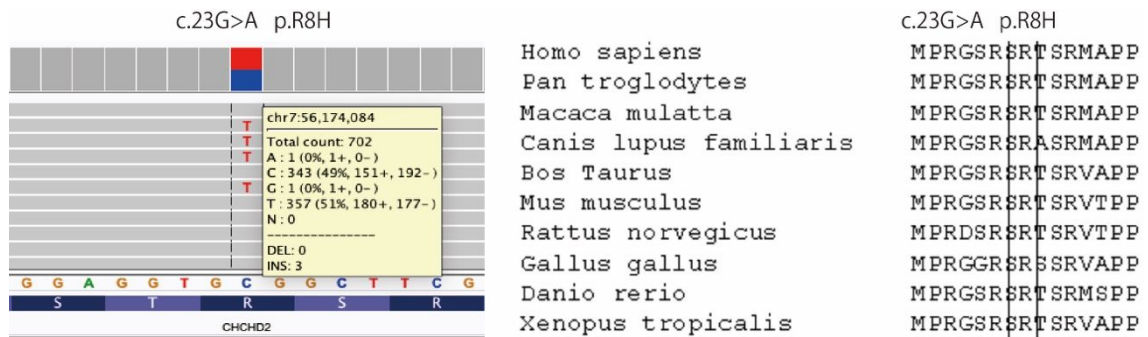 c.23G>A p.R8H
chr7:56,174,084
Total count: 702
A : 1 (0%, 1+, 0-)
C : 343 (49%, 151+, 192-)
G : 1 (0%, 1+, 0-)
T : 357 (51%, 180+, 177-)
N : 0
---------------
DEL: 0
INS: 3
T
T
T
T
G G A G G T G C G G C T T C G
S T R S R
CHCHD2
c.23G>A p.R8H
Homo sapiens MPRGSRSRTSRMAPP
Pan troglodytes MPRGSRSRTSRMAPP
Macaca mulatta MPRGSRSRTSRMAPP
Canis lupus familiaris MPRGSRSRASRMAPP
Bos Taurus MPRGSRSRTSRVAPP
Mus musculus MPRGSRSRTSRVTPP
Rattus norvegicus MPRDSRSRTSRVTPP
Gallus gallus MPRGGRSRSSRVAPP
Danio rerio MPRGSRSRTSRMSPP
Xenopus tropicalis MPRGSRSRTSRVAPP